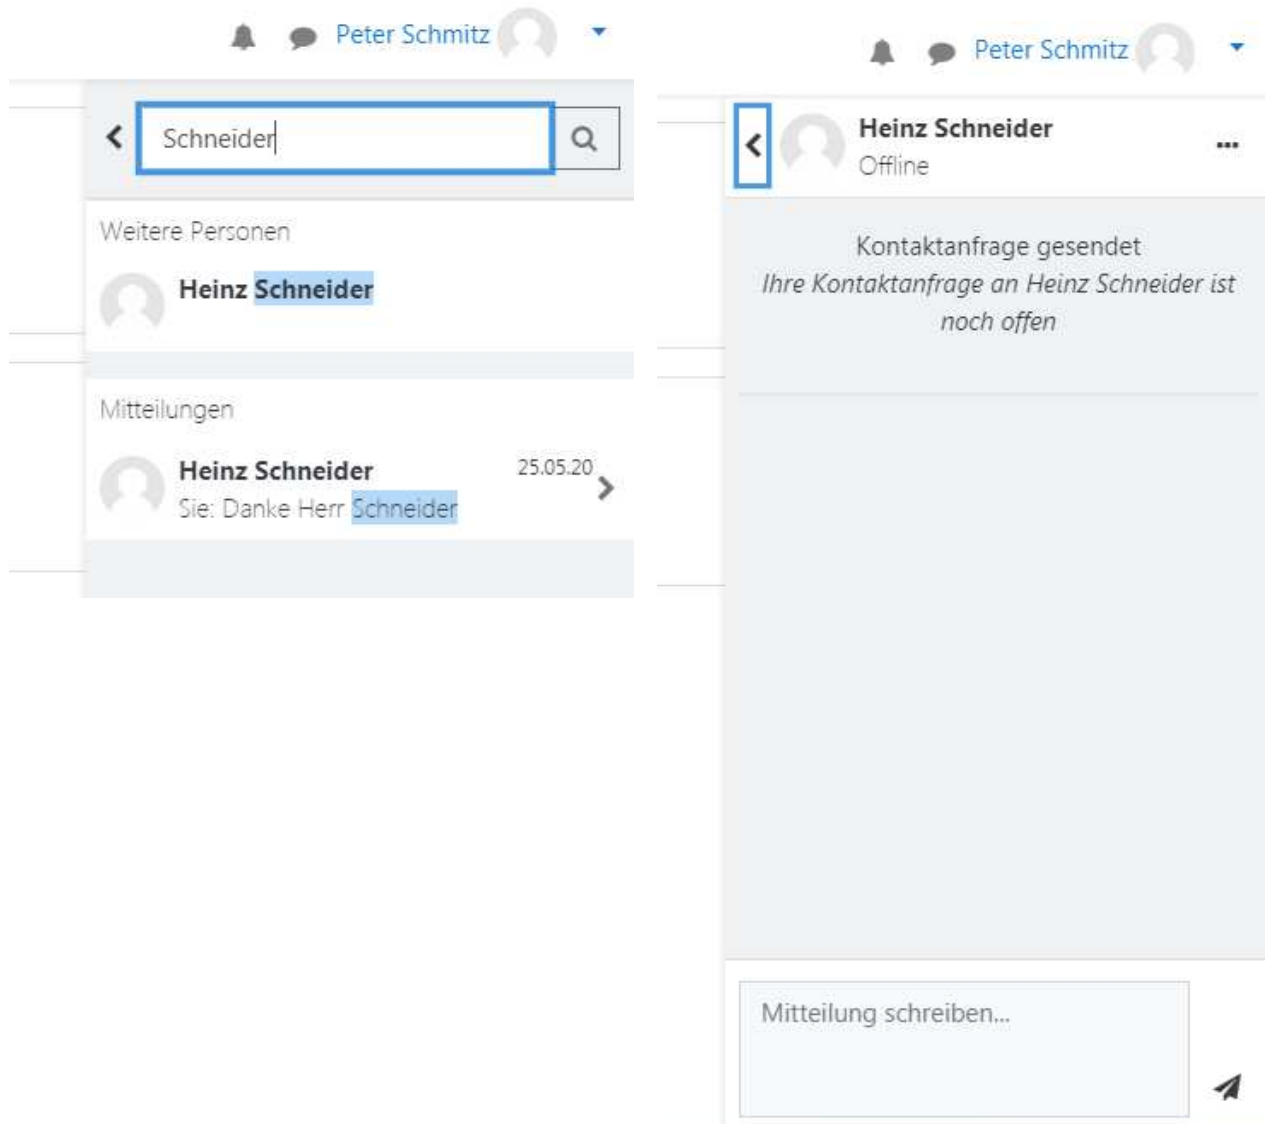 Peter Schmitz
Schneider
Weitere Personen
Heinz Schneider
Mitteilungen
Heinz Schneider 25.05.20
Sie: Danke Herr Schneider
Peter Schmitz
Heinz Schneider
Offline
Kontaktanfrage gesendet
Ihre Kontaktanfrage an Heinz Schneider ist
noch offen
Mitteilung schreiben...